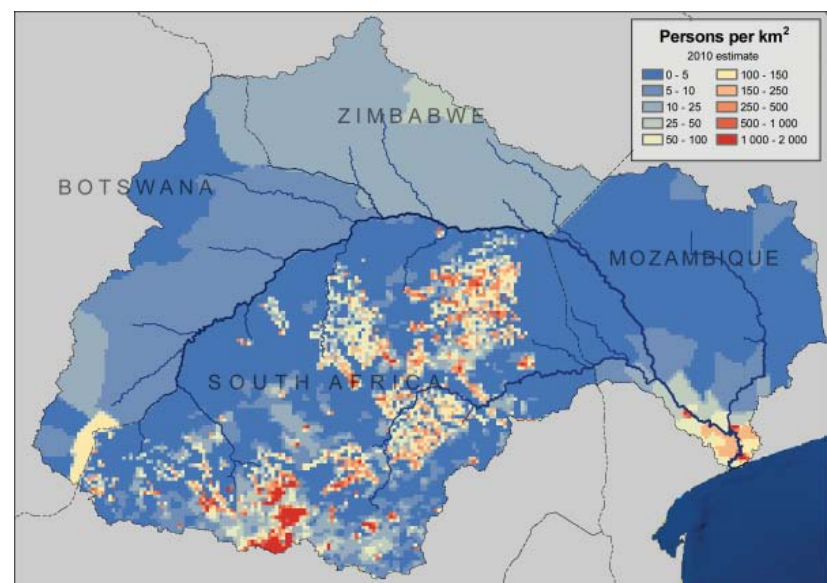 Persons per km²
2010 estimate
0 - 5
5 - 10
10 - 25
25 - 50
50 - 100
100 - 150
150 - 250
250 - 500
500 - 1 000
1 000 - 2 000
ZIMBABWE
BOTSWANA
MOZAMBIQUE
SOUTH AFRICA